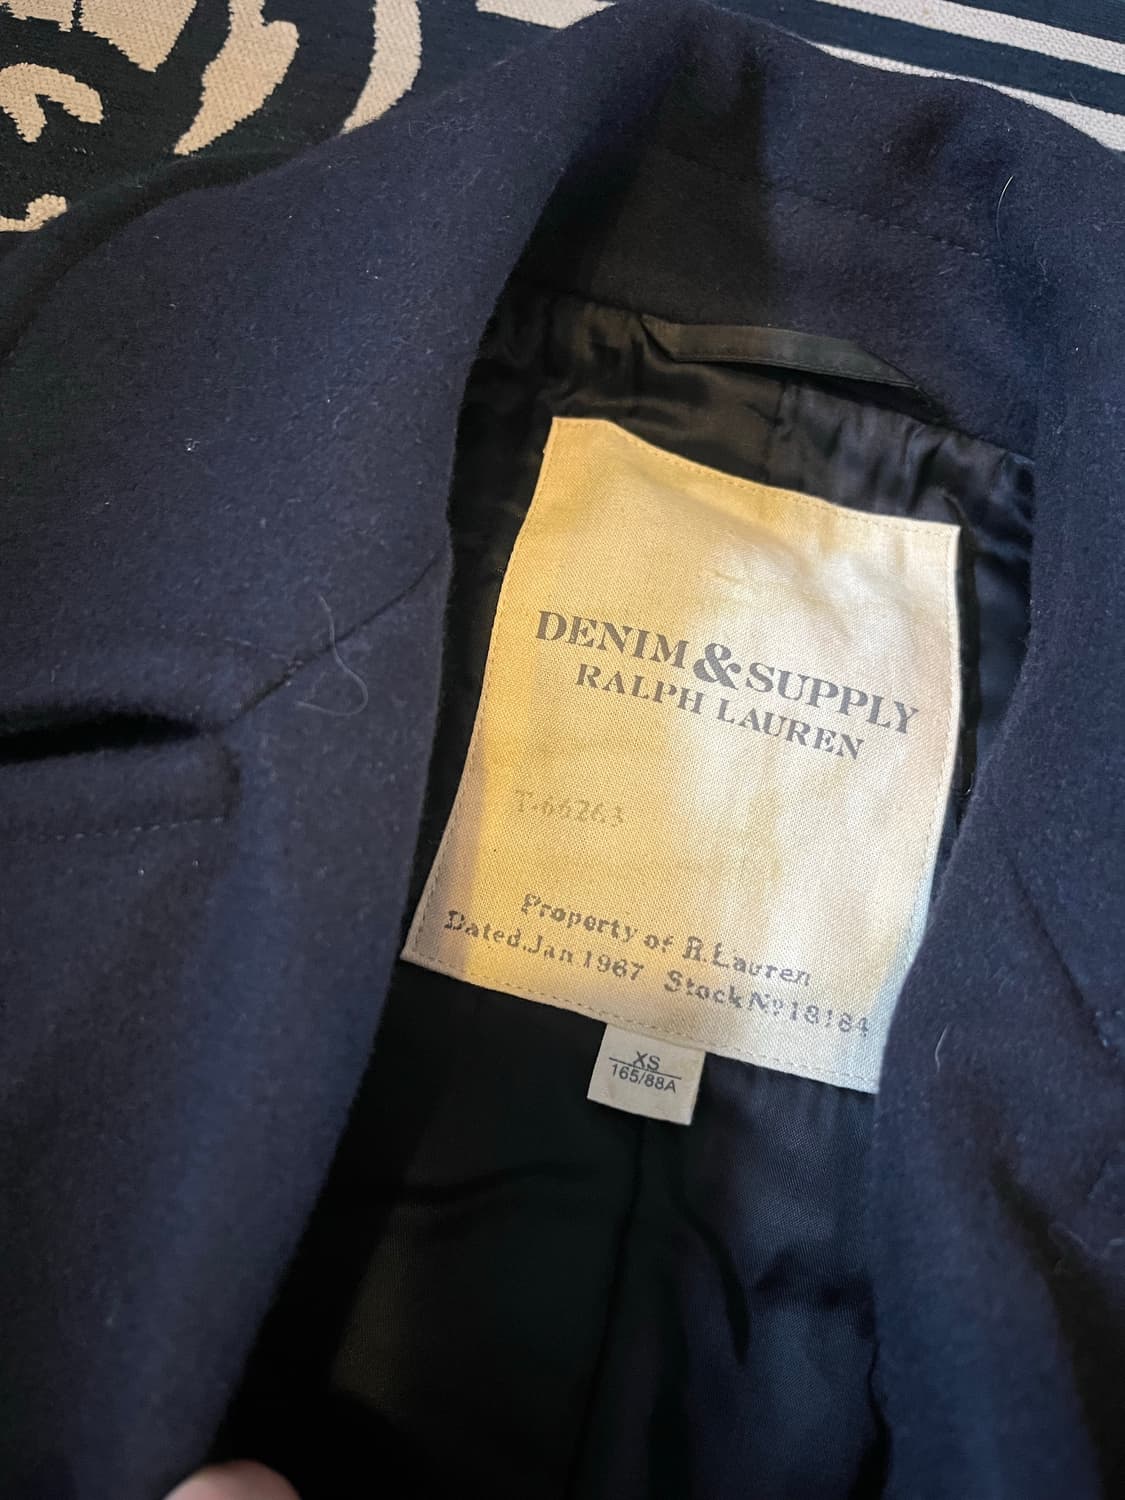 DENIM & SUPPLY
RALPH LAUREN
T-66263
Property of R.Lauren
Dated.Jan 1967 Stock Nº 18184
XS
165/88A